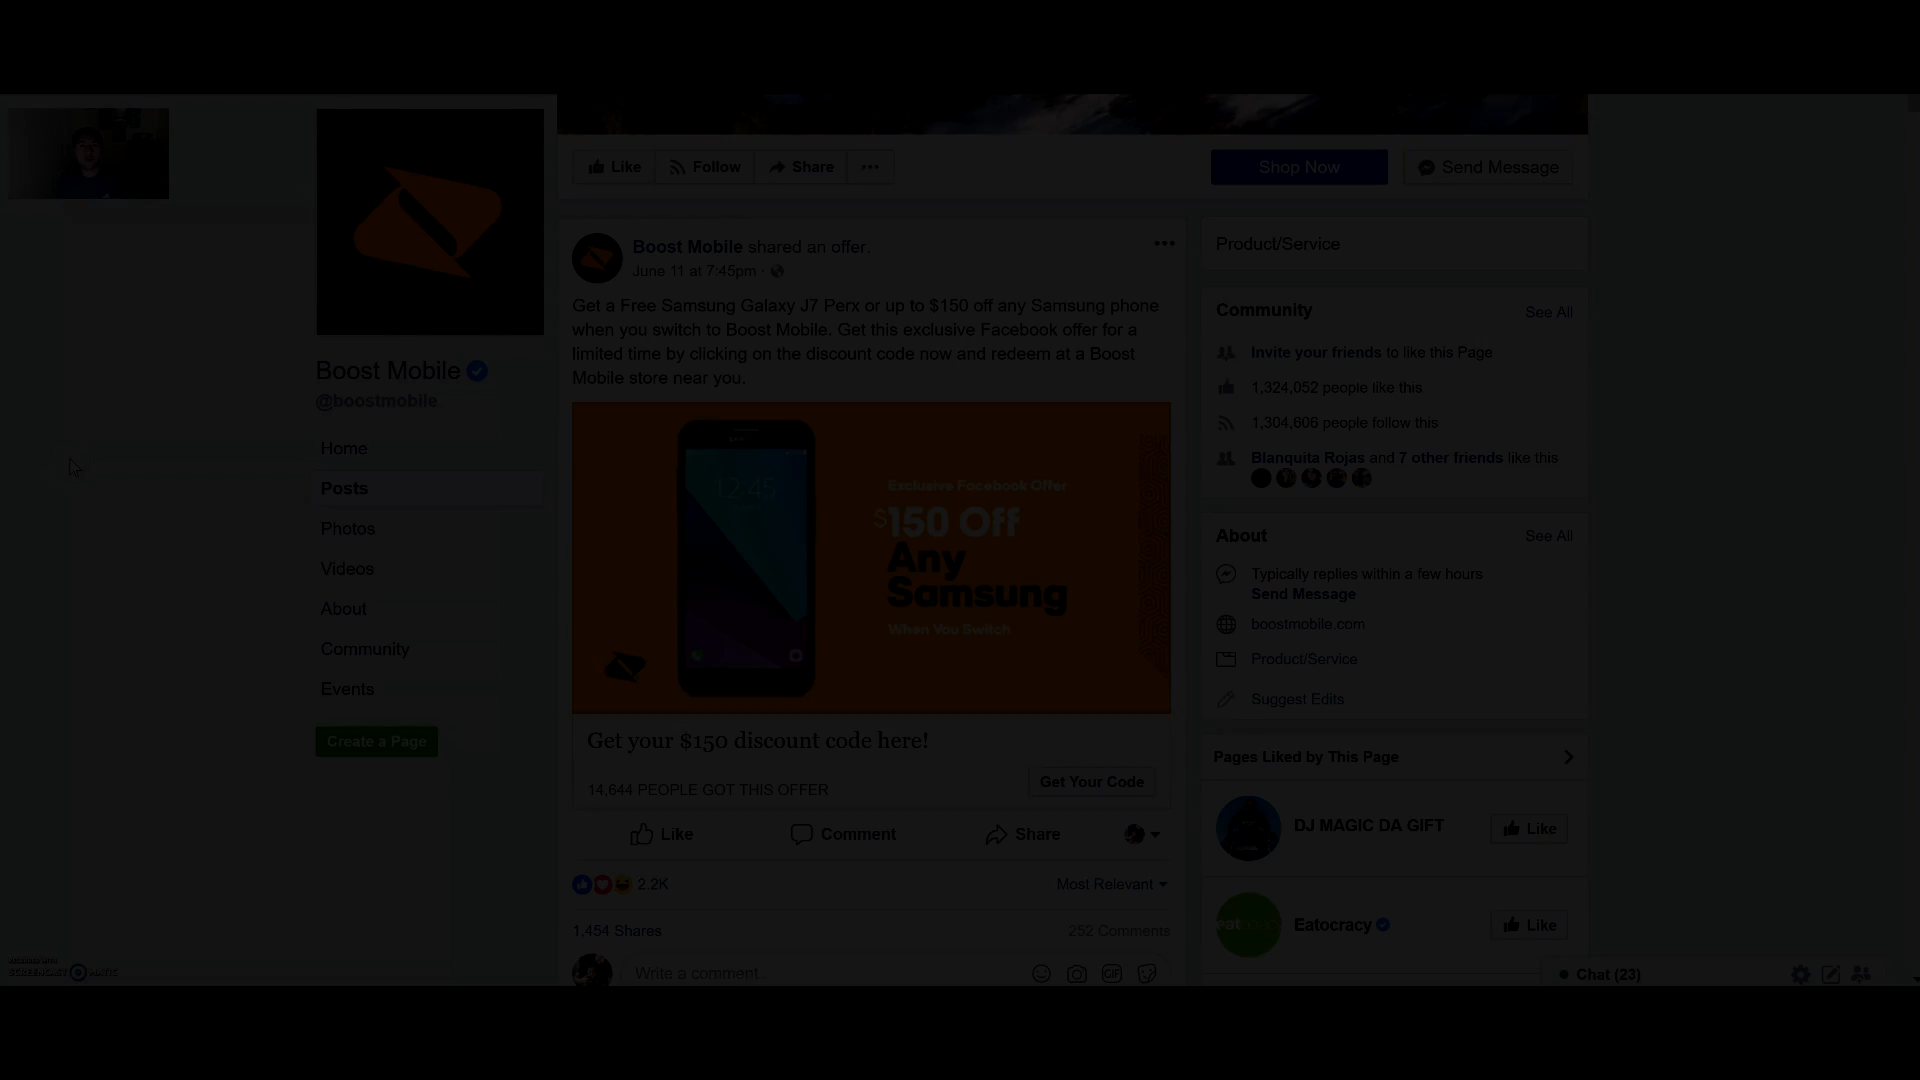 Like
Follow
Share
Shop Now
Send Message
Boost Mobile
@boostmobile
Home
Posts
Photos
Videos
About
Community
Events
Create a Page
Boost Mobile shared an offer.
June 11 at 7:45pm ·
Get a Free Samsung Galaxy J7 Perx or up to $150 off any Samsung phone
when you switch to Boost Mobile. Get this exclusive Facebook offer for a
limited time by clicking on the discount code now and redeem at a Boost
Mobile store near you.
12:45
Exclusive Facebook Offer
$150 Off
Any
Samsung
When You Switch
Get your $150 discount code here!
14,644 PEOPLE GOT THIS OFFER
Get Your Code
Like
Comment
Share
2.2K
Most Relevant
1,454 Shares
252 Comments
Write a comment...
GIF
Product/Service
Community
See All
Invite your friends to like this Page
1,324,052 people like this
1,304,606 people follow this
Blanquita Rojas and 7 other friends like this
About
See All
Typically replies within a few hours
Send Message
boostmobile.com
Product/Service
Suggest Edits
Pages Liked by This Page
DJ MAGIC DA GIFT
Like
Eatocracy
Like
Chat (23)
SCREENCAST MATIC